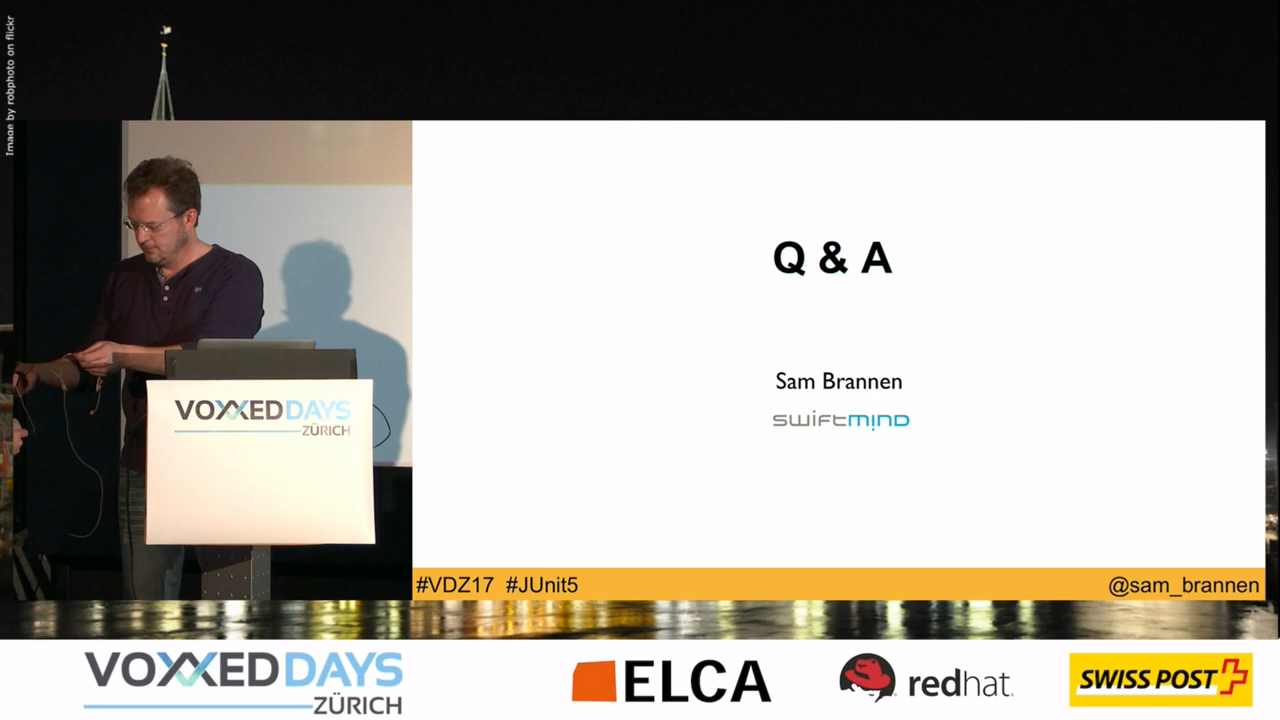 Image by robphoto on flickr
Q & A
Sam Brannen
swiftmind
VOXXED DAYS
ZÜRICH
#VDZ17 #JUnit5
@sam_brannen
VOXXED DAYS
ZÜRICH
ELCA
redhat.
SWISS POST